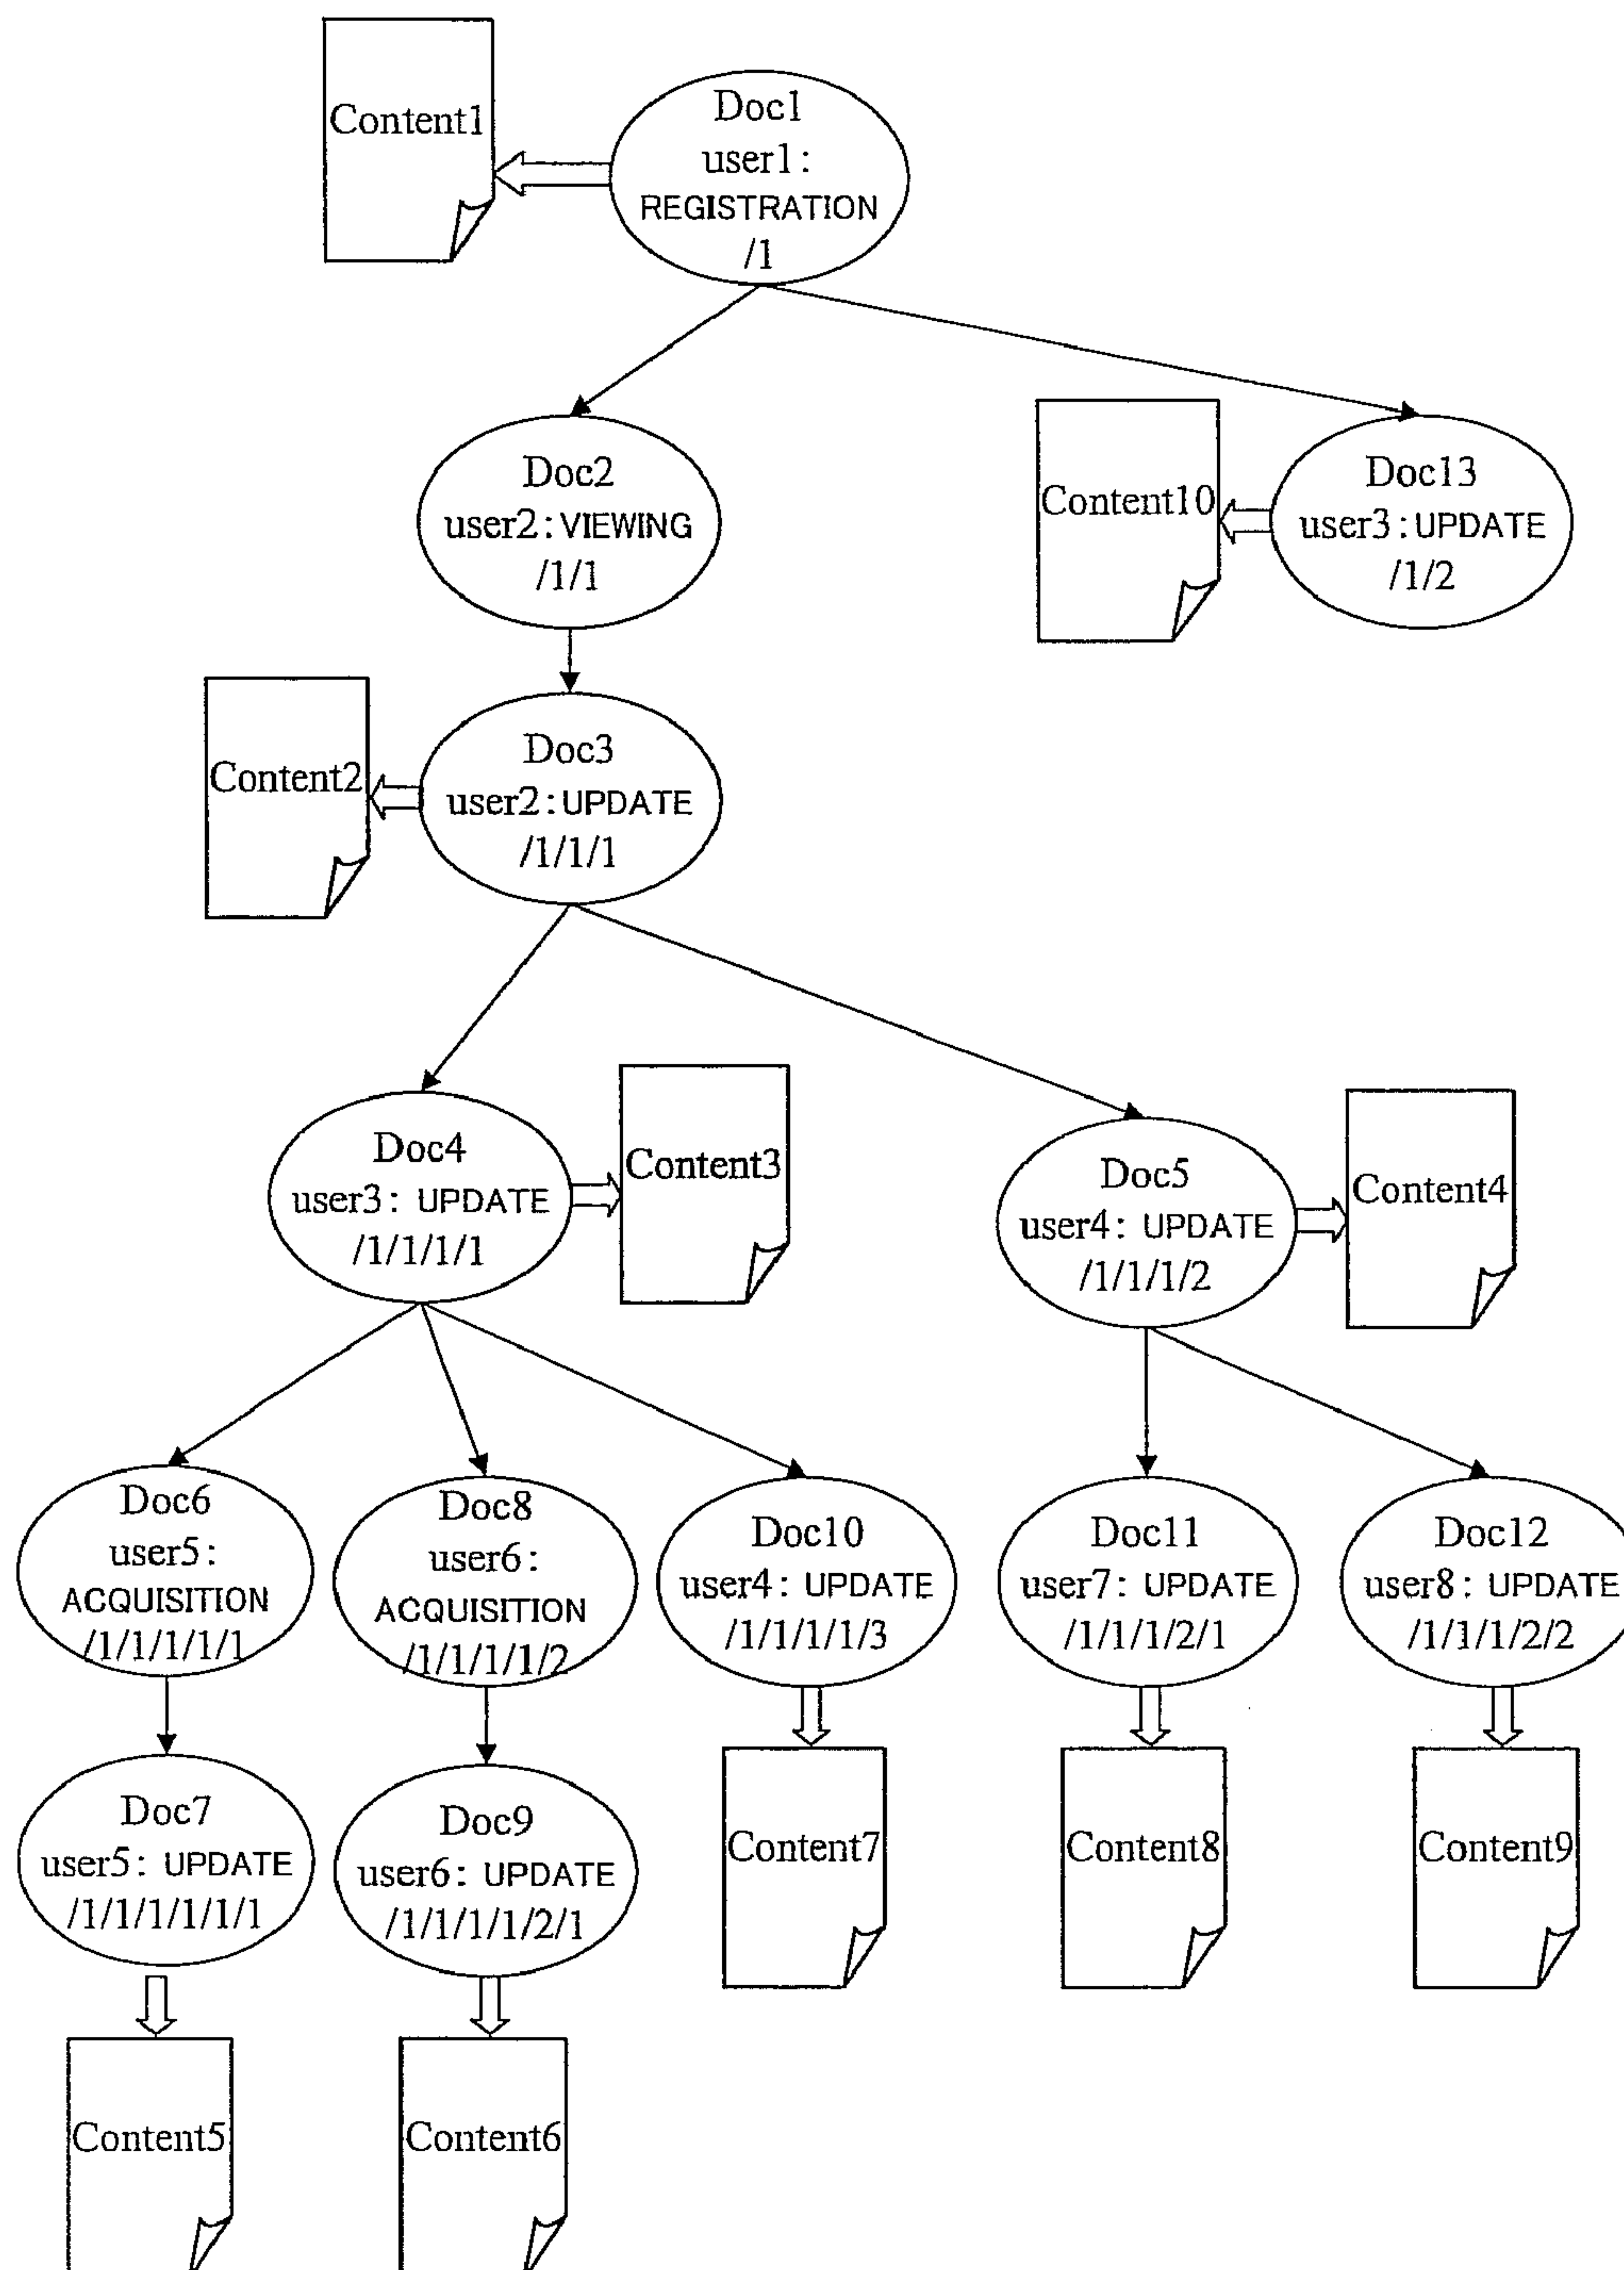 Content1
Doc1
user1:
REGISTRATION
/1
Doc2
user2:VIEWING
/1/1
Content10
Doc13
user3:UPDATE
/1/2
Content2
Doc3
user2:UPDATE
/1/1/1
Doc4
user3: UPDATE
/1/1/1/1
Content3
Doc5
user4: UPDATE
/1/1/1/2
Content4
Doc6
user5:
ACQUISITION
/1/1/1/1/1
Doc8
user6:
ACQUISITION
/1/1/1/1/2
Doc10
user4: UPDATE
/1/1/1/1/3
Doc11
user7: UPDATE
/1/1/1/2/1
Doc12
user8: UPDATE
/1/1/1/2/2
Doc7
user5: UPDATE
/1/1/1/1/1/1
Doc9
user6: UPDATE
/1/1/1/1/2/1
Content7
Content8
Content9
Content5
Content6